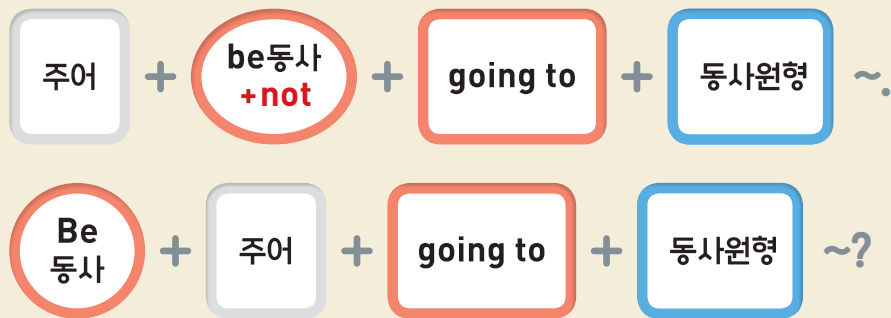 주어 + be동사 +not + going to + 동사원형 ~.
Be 동사 + 주어 + going to + 동사원형 ~?